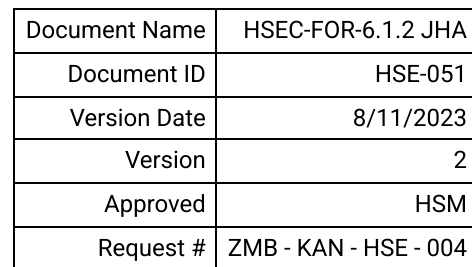 Document Name HSEC-FOR-6.1.2 JHA
Document ID HSE-051
Version Date 8/11/2023
Version 2
Approved HSM
Request # ZMB - KAN - HSE - 004